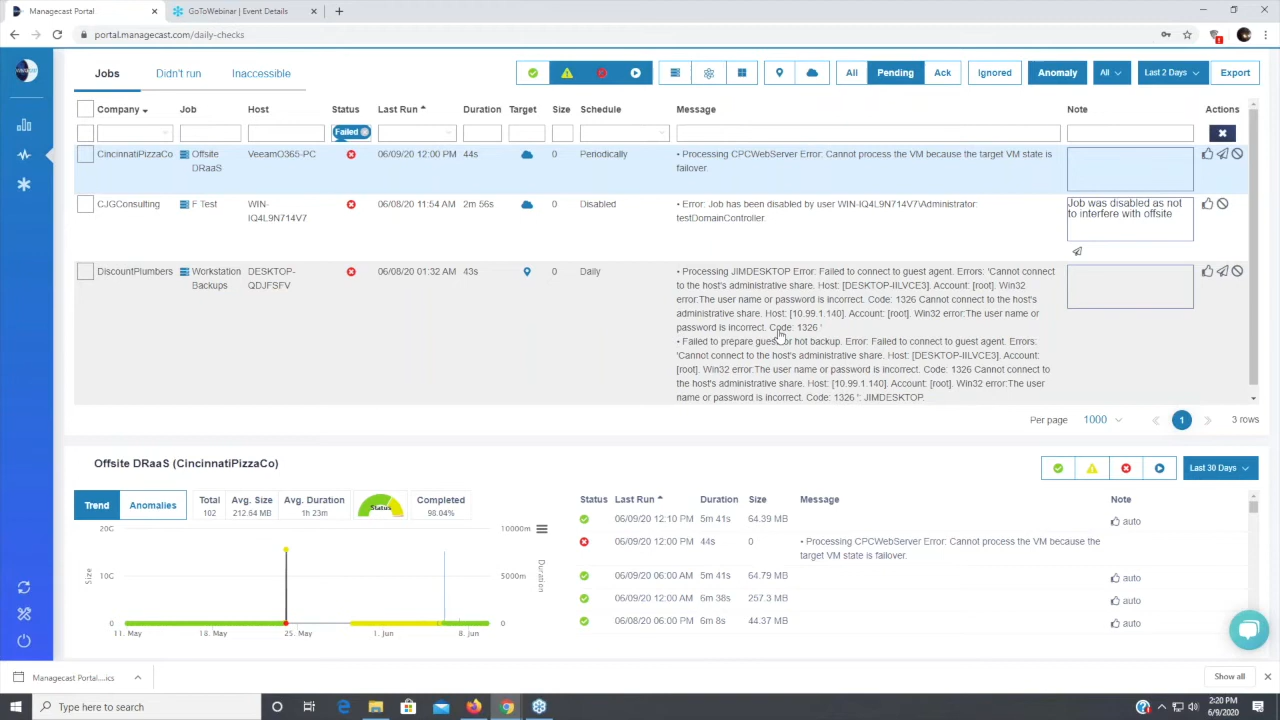 Managecast Portal
GoToWebinar | Event Details
portal.managecast.com/daily-checks
Jobs
Didn't run
Inaccessible
All
Pending
Ack
Ignored
Anomaly
All
Last 2 Days
Export
Company
Job
Host
Status
Last Run
Duration
Target
Size
Schedule
Message
Note
Actions
Failed
CincinnatiPizzaCo
Offsite
DRaaS
VeeamO365-PC
06/09/20 12:00 PM
44s
0
Periodically
• Processing CPCWebServer Error: Cannot process the VM because the target VM state is
failover.
CJGConsulting
F Test
WIN-
IQ4L9N714V7
06/08/20 11:54 AM
2m 56s
0
Disabled
• Error: Job has been disabled by user WIN-IQ4L9N714V7\Administrator:
testDomainController.
Job was disabled as not
to interfere with offsite
DiscountPlumbers
Workstation
Backups
DESKTOP-
QDJFSFV
06/08/20 01:32 AM
43s
0
Daily
• Processing JIMDESKTOP Error: Failed to connect to guest agent. Errors: 'Cannot connect
to the host's administrative share. Host: [DESKTOP-IILVCE3]. Account: [root]. Win32
error:The user name or password is incorrect. Code: 1326 Cannot connect to the host's
administrative share. Host: [10.99.1.140]. Account: [root]. Win32 error:The user name or
password is incorrect. Code: 1326 '
• Failed to prepare guest for hot backup. Error: Failed to connect to guest agent. Errors:
'Cannot connect to the host's administrative share. Host: [DESKTOP-IILVCE3]. Account:
[root]. Win32 error:The user name or password is incorrect. Code: 1326 Cannot connect to
the host's administrative share. Host: [10.99.1.140]. Account: [root]. Win32 error:The user
name or password is incorrect. Code: 1326 ': JIMDESKTOP.
Per page
1000
1
3 rows
Offsite DRaaS (CincinnatiPizzaCo)
Last 30 Days
Trend
Anomalies
Total
102
Avg. Size
212.64 MB
Avg. Duration
1h 23m
Status
Completed
98.04%
20G
10G
0
Size
10000m
5000m
0
Duration
11. May
18. May
25. May
1. Jun
8. Jun
Status
Last Run
Duration
Size
Message
Note
06/09/20 12:10 PM
5m 41s
64.39 MB
auto
06/09/20 12:00 PM
44s
0
• Processing CPCWebServer Error: Cannot process the VM because the
target VM state is failover.
06/09/20 06:00 AM
5m 41s
64.79 MB
auto
06/09/20 12:00 AM
6m 38s
257.3 MB
auto
06/08/20 06:00 PM
6m 8s
44.37 MB
auto
Managecast Portal....ics
Show all
Type here to search
2:20 PM
6/9/2020